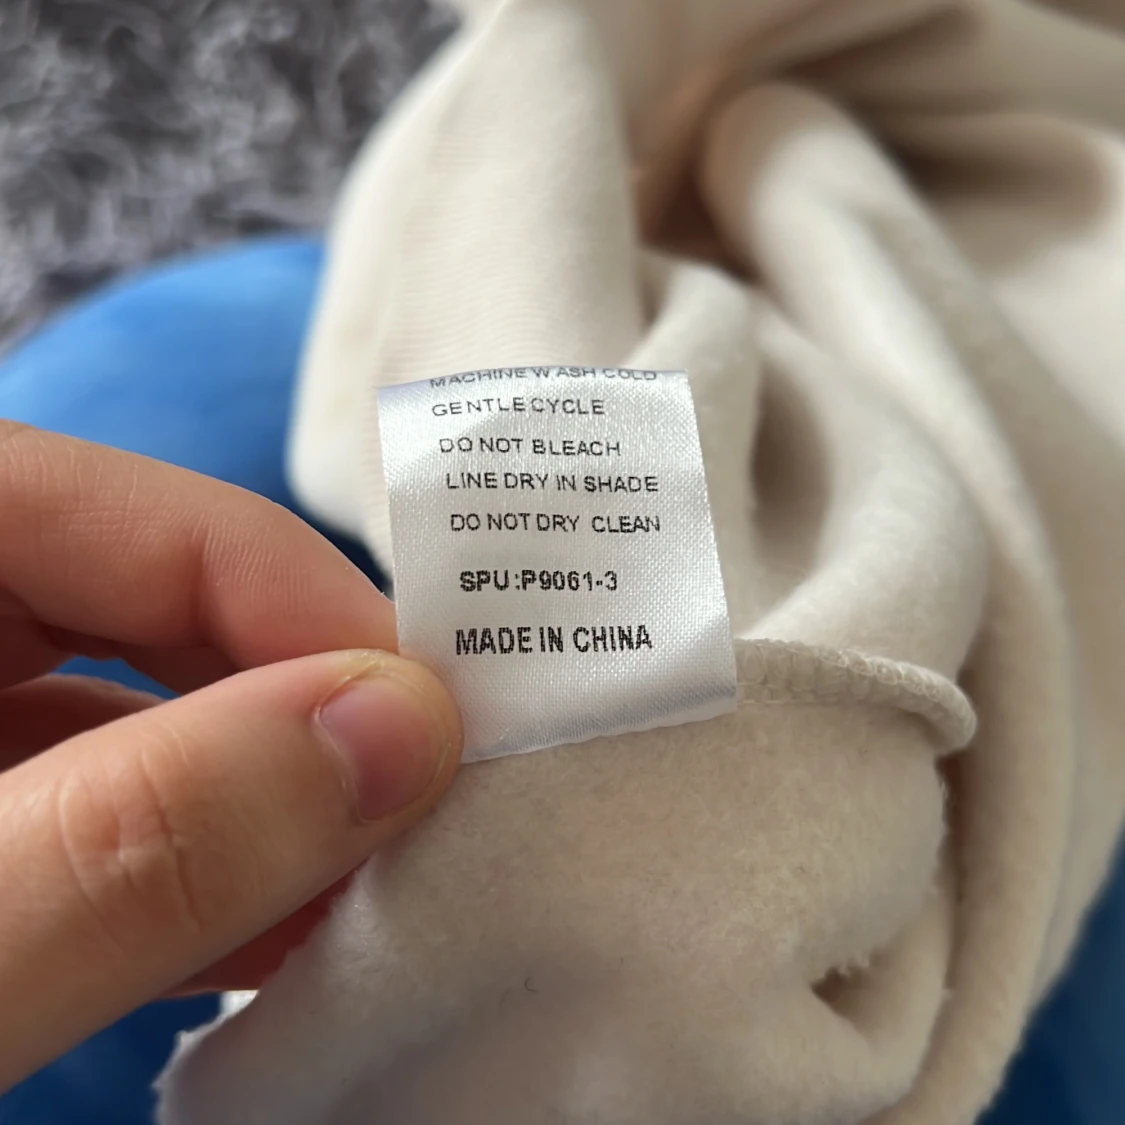 MACHINE WASH COLD
GENTLE CYCLE
DO NOT BLEACH
LINE DRY IN SHADE
DO NOT DRY CLEAN
SPU:P9061-3
MADE IN CHINA